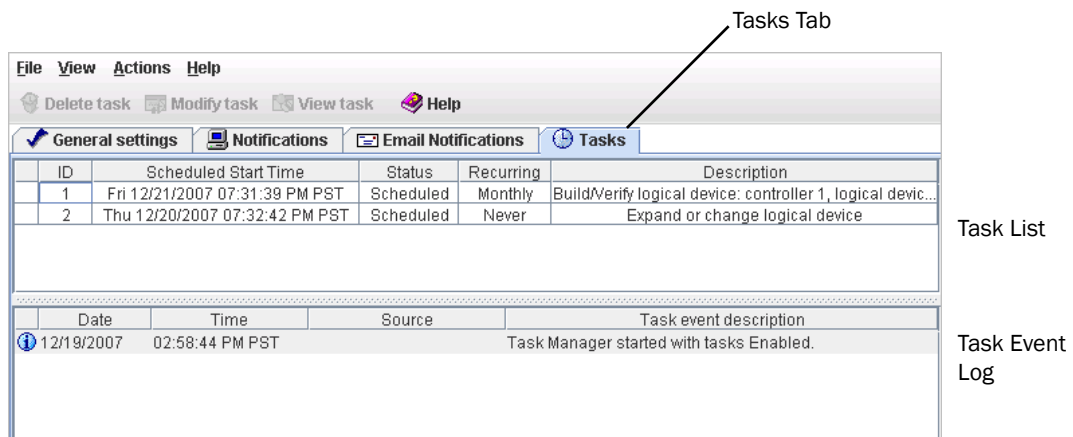 Tasks Tab
File View Actions Help
Delete task Modify task View task Help
General settings Notifications Email Notifications Tasks
ID Scheduled Start Time Status Recurring Description
1 Fri 12/21/2007 07:31:39 PM PST Scheduled Monthly Build/Verify logical device: controller 1, logical devic...
2 Thu 12/20/2007 07:32:42 PM PST Scheduled Never Expand or change logical device
Task List
Date Time Source Task event description
12/19/2007 02:58:44 PM PST Task Manager started with tasks Enabled.
Task Event
Log